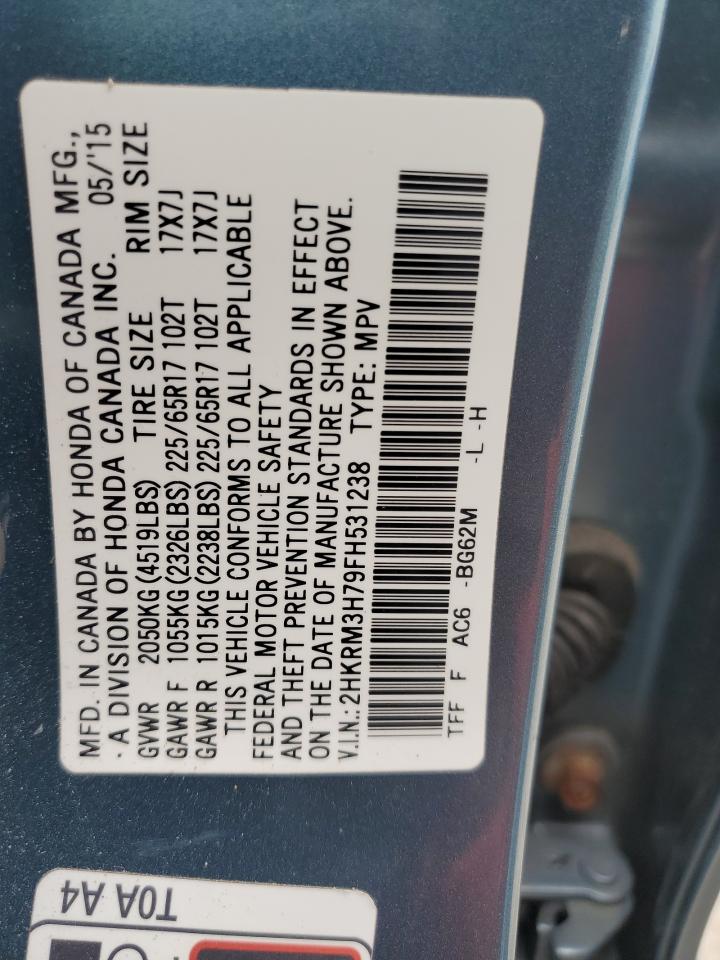 MFD. IN CANADA BY HONDA OF CANADA MFG.,
A DIVISION OF HONDA CANADA INC. 05/'15
GVWR 2050KG(4519LBS) TIRE SIZE RIM SIZE
GAWR F 1055KG(2326LBS) 225/65R17 102T 17X7J
GAWR R 1015KG(2238LBS) 225/65R17 102T 17X7J
THIS VEHICLE CONFORMS TO ALL APPLICABLE
FEDERAL MOTOR VEHICLE SAFETY
AND THEFT PREVENTION STANDARDS IN EFFECT
ON THE DATE OF MANUFACTURE SHOWN ABOVE.
V.I.N.: 2HKRM3H79FH531238 TYPE: MPV
TFF F AC6 -BG62M -L -H
T0A A4